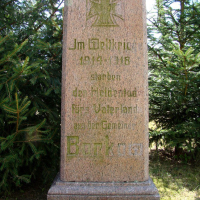 Im Weltkriege
1914-1918
starben
den Heldentod
fürs Vaterland
aus der Gemeinde